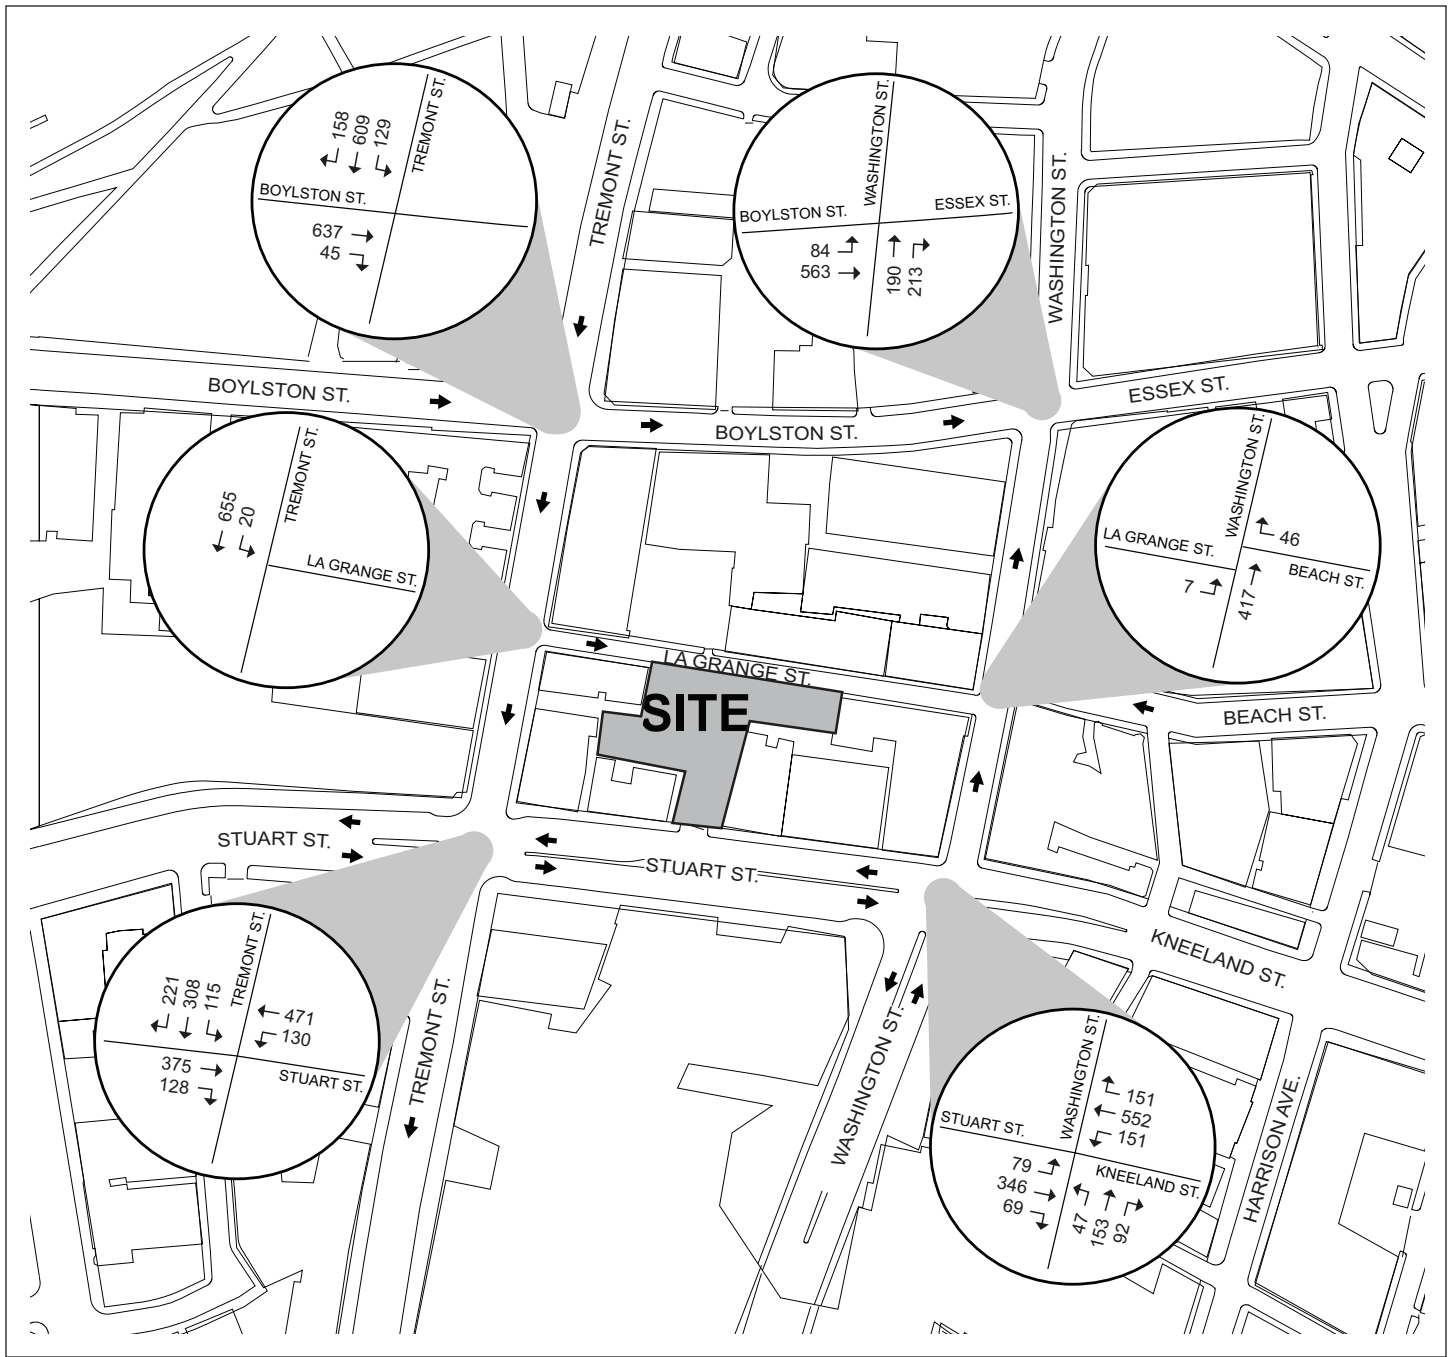 158
609
129
TREMONT ST.
BOYLSTON ST.
637
45
TREMONT ST.
WASHINGTON ST.
BOYLSTON ST.
ESSEX ST.
84
563
190
213
WASHINGTON ST.
BOYLSTON ST.
BOYLSTON ST.
ESSEX ST.
655
20
TREMONT ST.
LA GRANGE ST.
WASHINGTON ST.
LA GRANGE ST.
46
BEACH ST.
7
417
LA GRANGE ST.
SITE
BEACH ST.
STUART ST.
STUART ST.
KNEELAND ST.
221
308
115
TREMONT ST.
471
130
375
128
STUART ST.
TREMONT ST.
WASHINGTON ST.
WASHINGTON ST.
STUART ST.
151
552
151
79
346
69
KNEELAND ST.
47
153
92
HARRISON AVE.